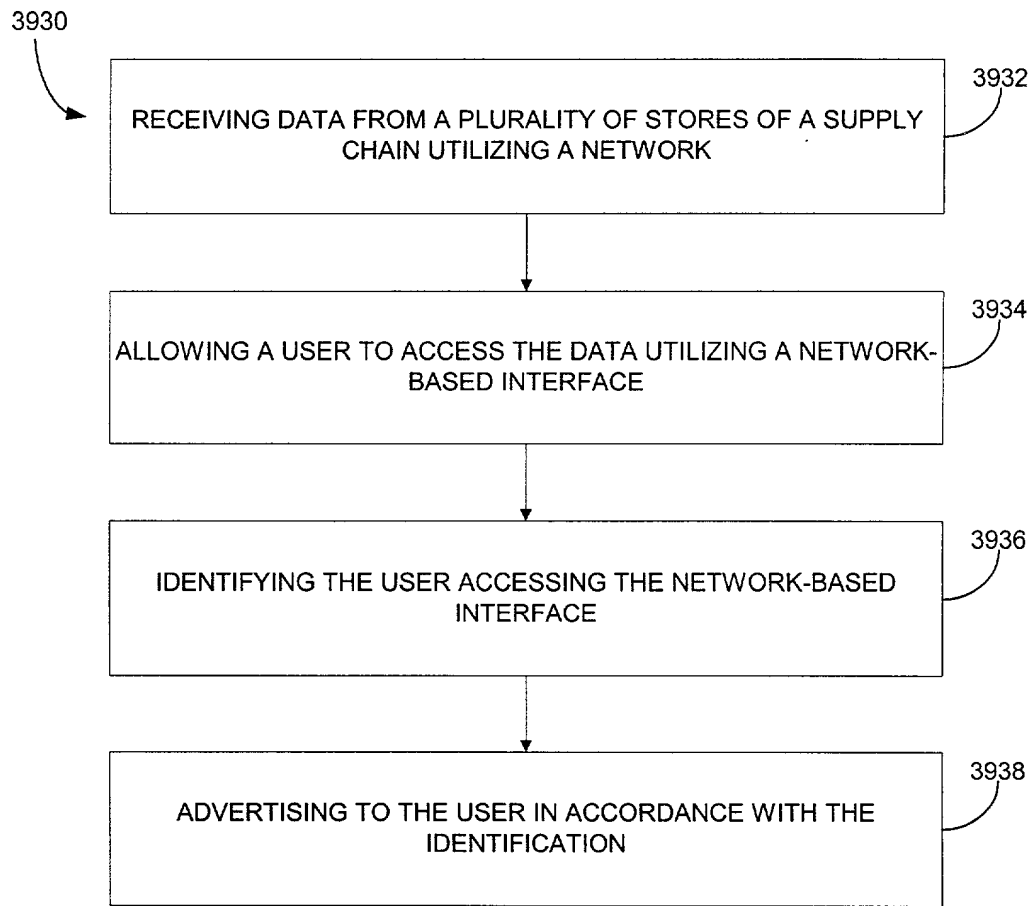 3930
3932
RECEIVING DATA FROM A PLURALITY OF STORES OF A SUPPLY
CHAIN UTILIZING A NETWORK
3934
ALLOWING A USER TO ACCESS THE DATA UTILIZING A NETWORK-
BASED INTERFACE
3936
IDENTIFYING THE USER ACCESSING THE NETWORK-BASED
INTERFACE
3938
ADVERTISING TO THE USER IN ACCORDANCE WITH THE
IDENTIFICATION